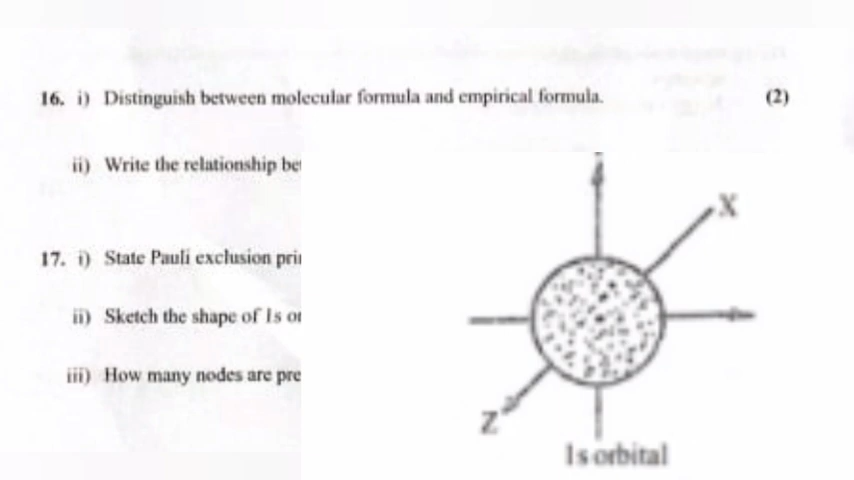 16. i) Distinguish between molecular formula and empirical formula. (2)
ii) Write the relationship be
17. i) State Pauli exclusion pri
ii) Sketch the shape of 1s o
iii) How many nodes are pre
X
Z
1s orbital